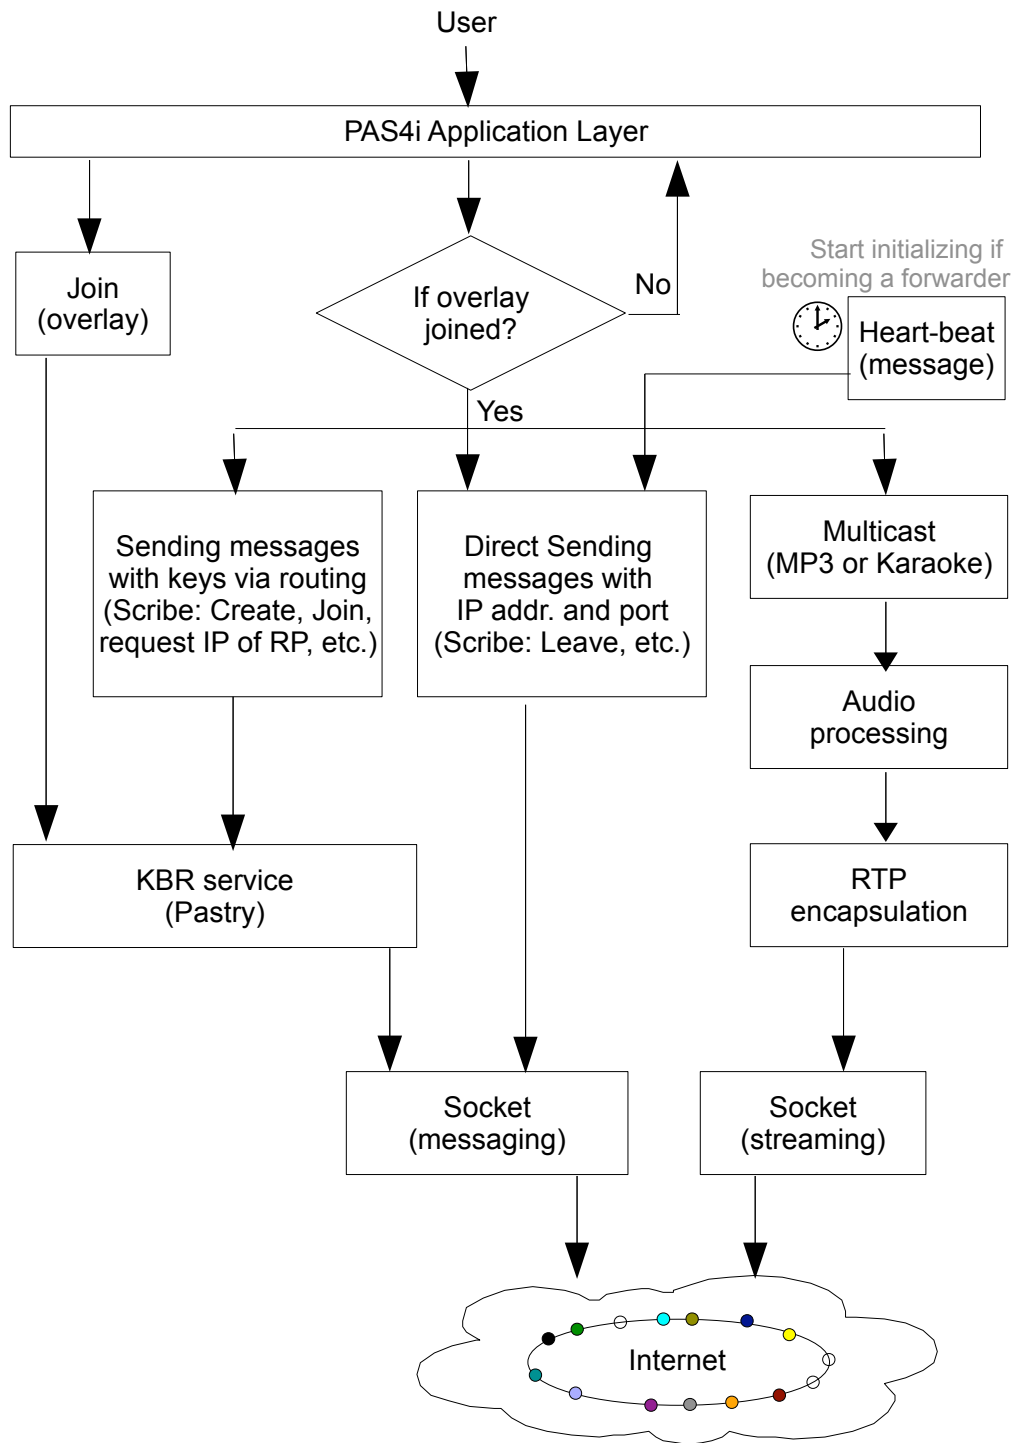 User
PAS4i Application Layer
Join
(overlay)
If overlay
joined?
No
Start initializing if
becoming a forwarder
Heart-beat
(message)
Yes
Sending messages
with keys via routing
(Scribe: Create, Join,
request IP of RP, etc.)
Direct Sending
messages with
IP addr. and port
(Scribe: Leave, etc.)
Multicast
(MP3 or Karaoke)
Audio
processing
KBR service
(Pastry)
RTP
encapsulation
Socket
(messaging)
Socket
(streaming)
Internet